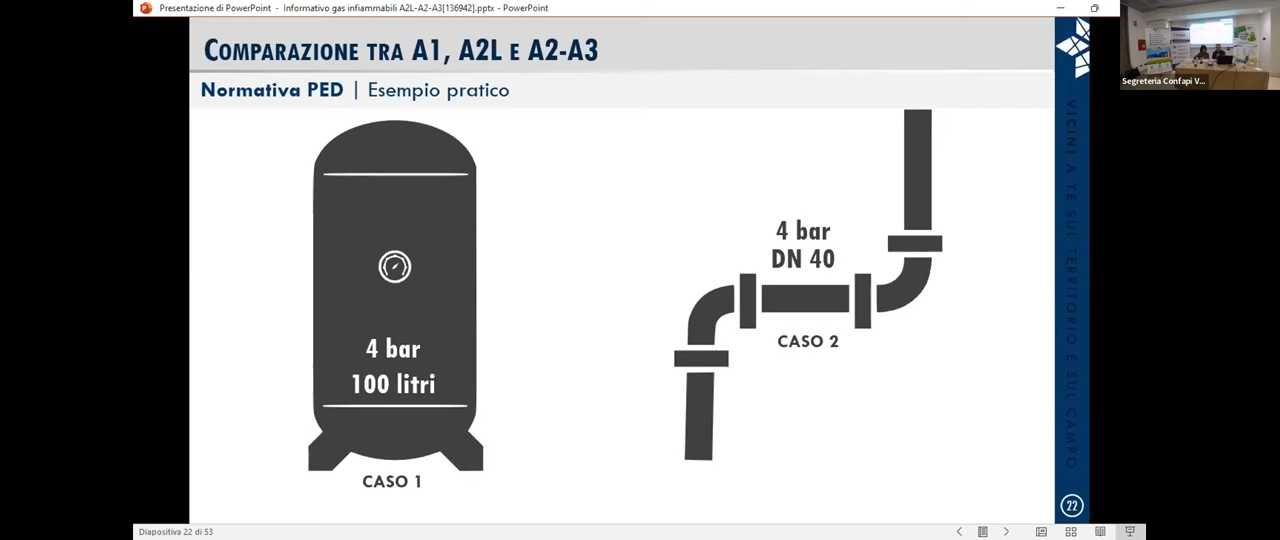 Presentazione di PowerPoint - Informativo gas infiammabili A2L-A2-A3[136942].pptx - PowerPoint
COMPARAZIONE TRA A1, A2L E A2-A3
Normativa PED | Esempio pratico
4 bar
100 litri
CASO 1
4 bar
DN 40
CASO 2
VICINI A TE SUL TERRITORIO E SUL CAMPO
22
Diapositiva 22 di 53
Segreteria Confapi V...